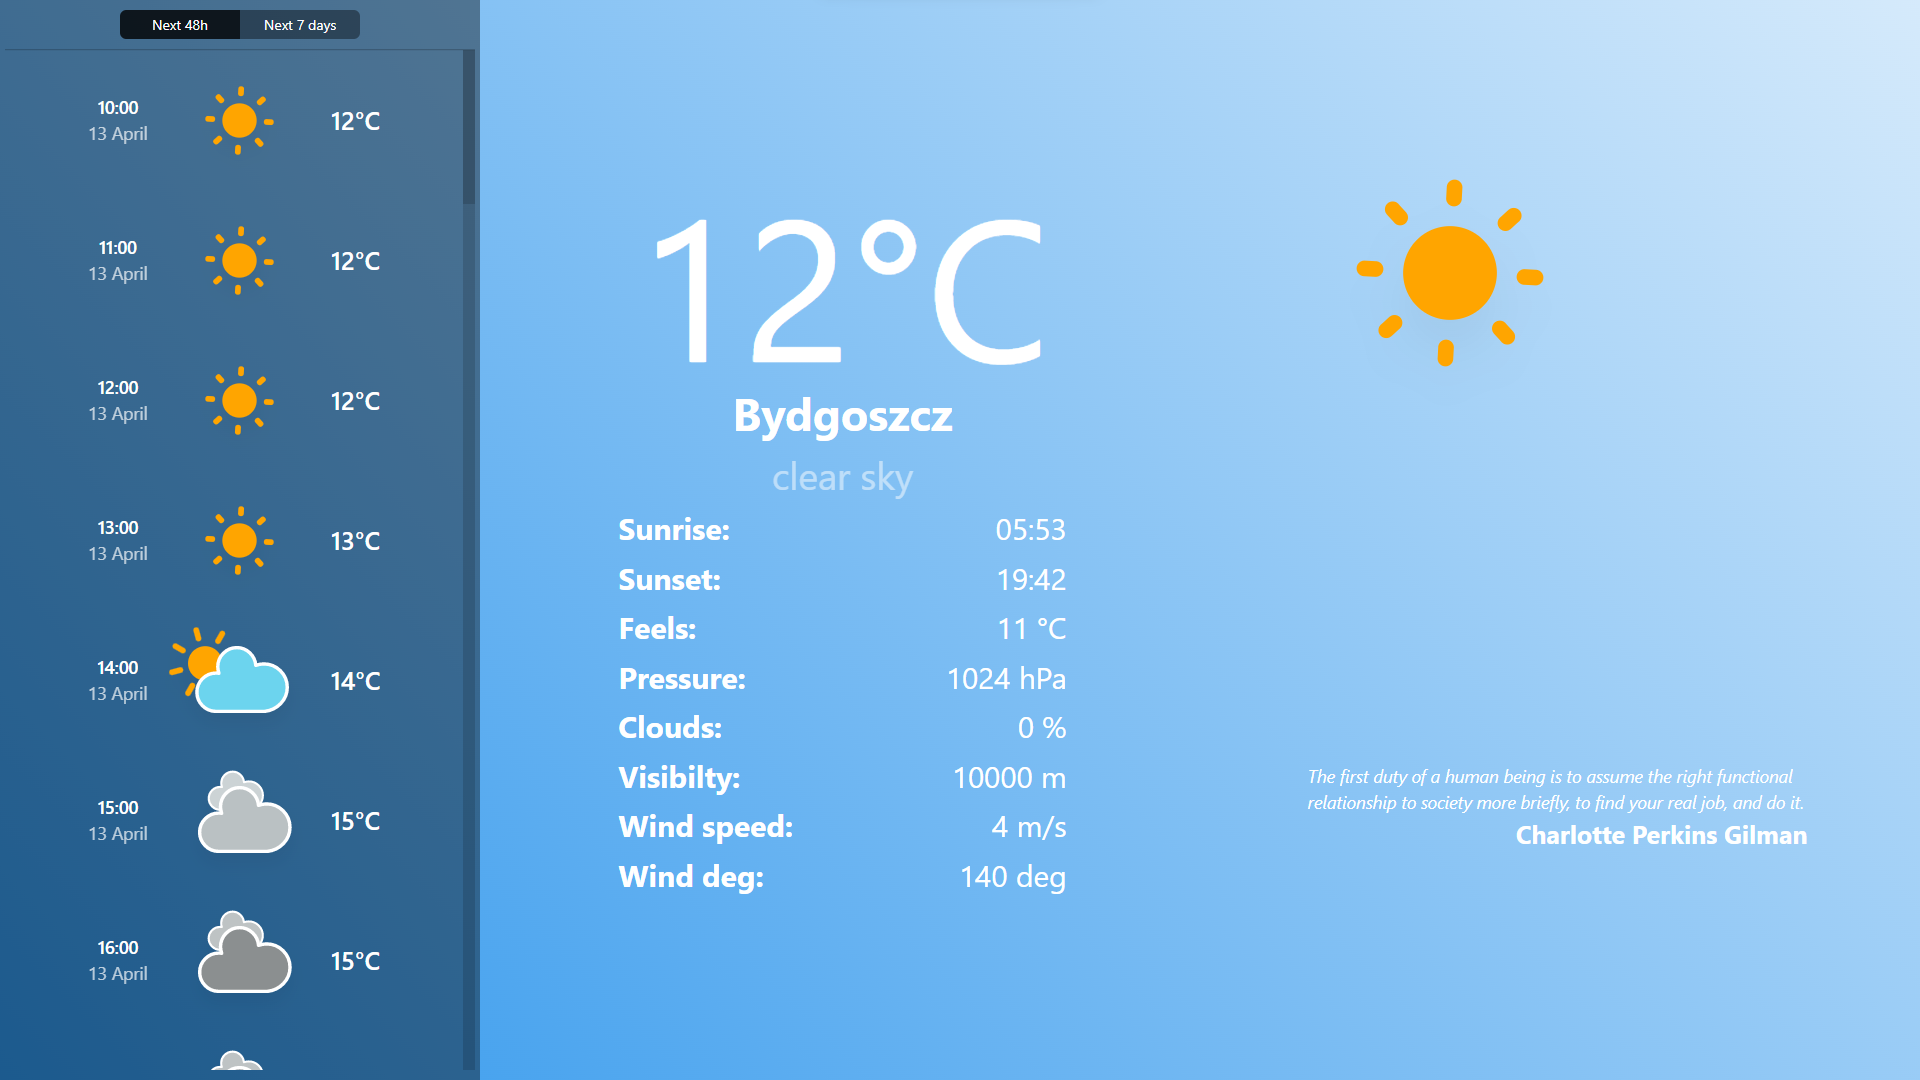 Next 48h Next 7 days
10:00
13 April
12°C
11:00
13 April
12°C
12:00
13 April
12°C
13:00
13 April
13°C
14:00
13 April
14°C
15:00
13 April
15°C
16:00
13 April
15°C
12°C
Bydgoszcz
clear sky
Sunrise: 05:53
Sunset: 19:42
Feels: 11 °C
Pressure: 1024 hPa
Clouds: 0 %
Visibilty: 10000 m
Wind speed: 4 m/s
Wind deg: 140 deg
The first duty of a human being is to assume the right functional
relationship to society more briefly, to find your real job, and do it.
Charlotte Perkins Gilman